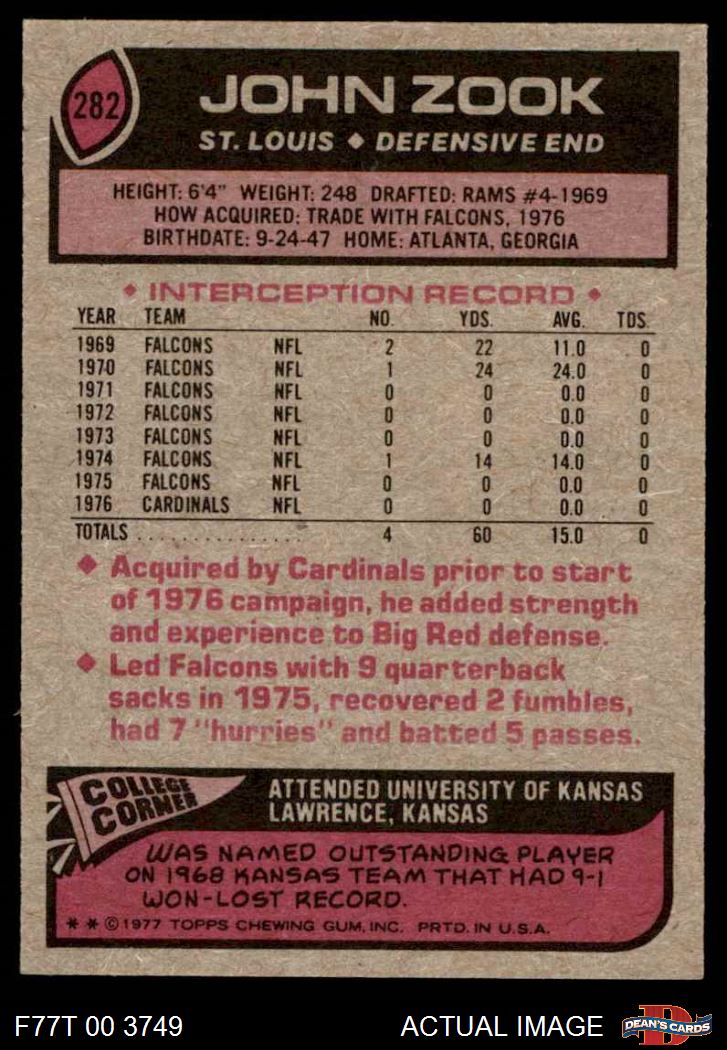 282
JOHN ZOOK
ST. LOUIS ◆ DEFENSIVE END
HEIGHT: 6'4" WEIGHT: 248 DRAFTED: RAMS #4-1969
HOW ACQUIRED: TRADE WITH FALCONS, 1976
BIRTHDATE: 9-24-47 HOME: ATLANTA, GEORGIA
◆ INTERCEPTION RECORD ◆
YEAR TEAM NO. YDS. AVG. TDS.
1969 FALCONS NFL 2 22 11.0 0
1970 FALCONS NFL 1 24 24.0 0
1971 FALCONS NFL 0 0 0.0 0
1972 FALCONS NFL 0 0 0.0 0
1973 FALCONS NFL 0 0 0.0 0
1974 FALCONS NFL 1 14 14.0 0
1975 FALCONS NFL 0 0 0.0 0
1976 CARDINALS NFL 0 0 0.0 0
TOTALS . . . . . . . . . . . . . . . 4 60 15.0 0
◆ Acquired by Cardinals prior to start
of 1976 campaign, he added strength
and experience to Big Red defense.
◆ Led Falcons with 9 quarterback
sacks in 1975, recovered 2 fumbles,
had 7 "hurries" and batted 5 passes.
COLLEGE
CORNER
ATTENDED UNIVERSITY OF KANSAS
LAWRENCE, KANSAS
WAS NAMED OUTSTANDING PLAYER
ON 1968 KANSAS TEAM THAT HAD 9-1
WON-LOST RECORD.
* * © 1977 TOPPS CHEWING GUM, INC. PRTD. IN U.S.A.
F77T 00 3749
ACTUAL IMAGE
D
DEAN'S CARDS